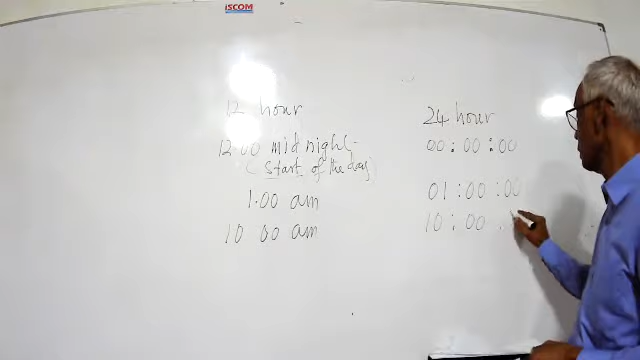 iSCOM
12 hour 24 hour
12.00 midnight 00:00:00
(Start of the day)
1.00 am 01:00:00
10 00 am 10:00 .